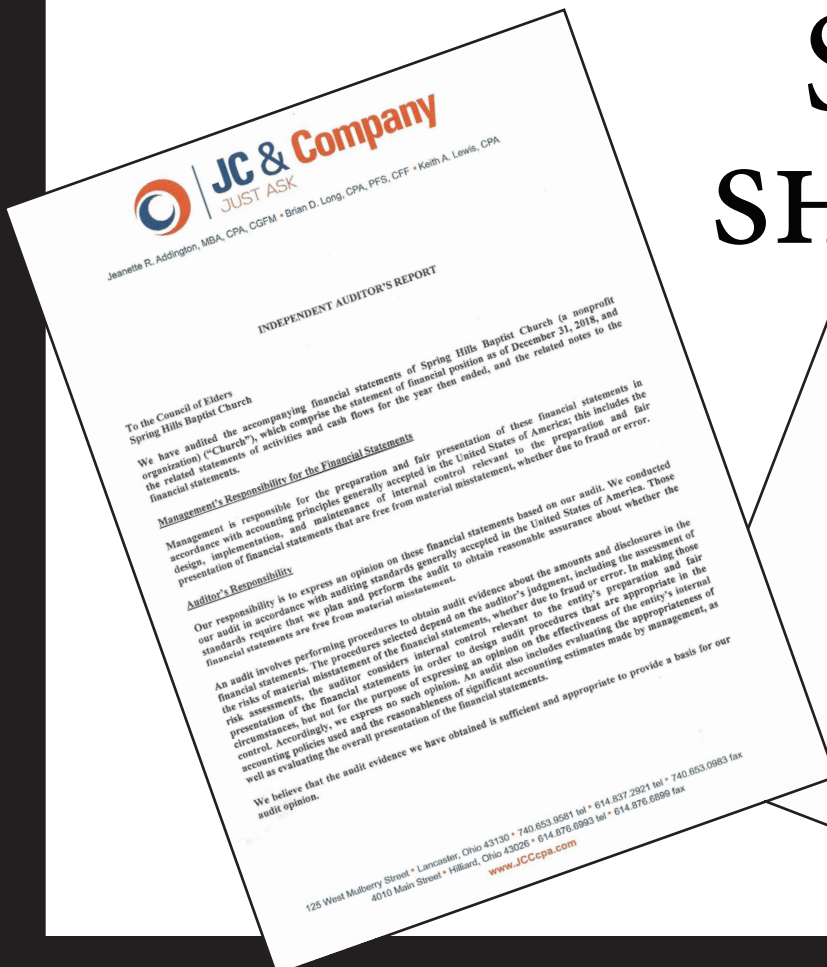 S
SH
JC & Company
JUST ASK
Jeanette R. Addington, MBA, CPA, CGFM • Brian D. Long, CPA, PFS, CFF • Keith A. Lewis, CPA
INDEPENDENT AUDITOR'S REPORT
To the Council of Elders
Spring Hills Baptist Church
We have audited the accompanying financial statements of Spring Hills Baptist Church (a nonprofit
organization) ("Church"), which comprise the statement of financial position as of December 31, 2018, and
the related statements of activities and cash flows for the year then ended, and the related notes to the
financial statements.
Management's Responsibility for the Financial Statements
Management is responsible for the preparation and fair presentation of these financial statements in
accordance with accounting principles generally accepted in the United States of America; this includes the
design, implementation, and maintenance of internal control relevant to the preparation and fair
presentation of financial statements that are free from material misstatement, whether due to fraud or error.
Auditor's Responsibility
Our responsibility is to express an opinion on these financial statements based on our audit. We conducted
our audit in accordance with auditing standards generally accepted in the United States of America. Those
standards require that we plan and perform the audit to obtain reasonable assurance about whether the
financial statements are free from material misstatement.
An audit involves performing procedures to obtain audit evidence about the amounts and disclosures in the
financial statements. The procedures selected depend on the auditor's judgment, including the assessment of
the risks of material misstatement of the financial statements, whether due to fraud or error. In making those
risk assessments, the auditor considers internal control relevant to the entity's preparation and fair
presentation of the financial statements in order to design audit procedures that are appropriate in the
circumstances, but not for the purpose of expressing an opinion on the effectiveness of the entity's internal
control. Accordingly, we express no such opinion. An audit also includes evaluating the appropriateness of
accounting policies used and the reasonableness of significant accounting estimates made by management, as
well as evaluating the overall presentation of the financial statements.
We believe that the audit evidence we have obtained is sufficient and appropriate to provide a basis for our
audit opinion.
125 West Mulberry Street • Lancaster, Ohio 43130 • 740.653.9581 tel • 614.837.2921 tel • 740.653.0983 fax
4010 Main Street • Hilliard, Ohio 43026 • 614.876.6993 tel • 614.876.6899 fax
www.JCCcpa.com